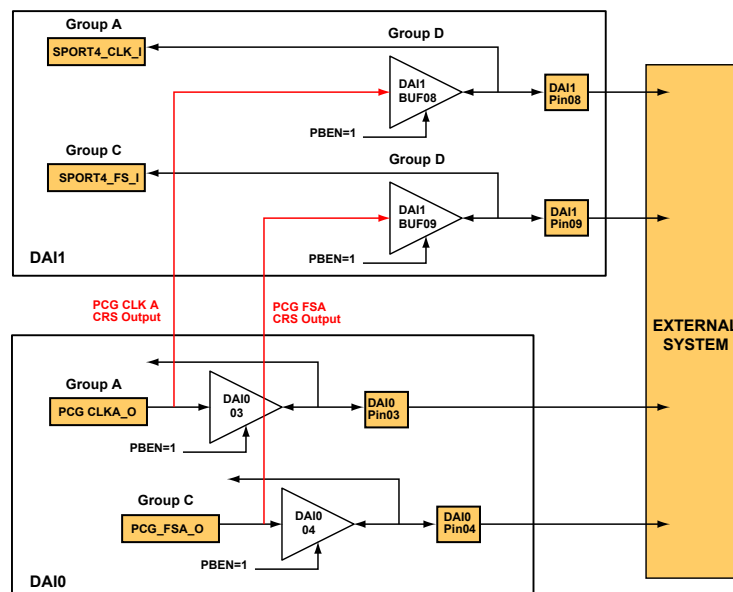 Group A
SPORT4_CLK_I
Group D
DAI1
BUF08
DAI1
Pin08
PBEN=1
Group C
SPORT4_FS_I
Group D
DAI1
BUF09
DAI1
Pin09
PBEN=1
DAI1
PCG CLK A
CRS Output
PCG FSA
CRS Output
EXTERNAL
SYSTEM
Group A
PCG CLKA_O
DAI0
03
DAI0
Pin03
PBEN=1
Group C
PCG_FSA_O
DAI0
04
DAI0
Pin04
PBEN=1
DAI0